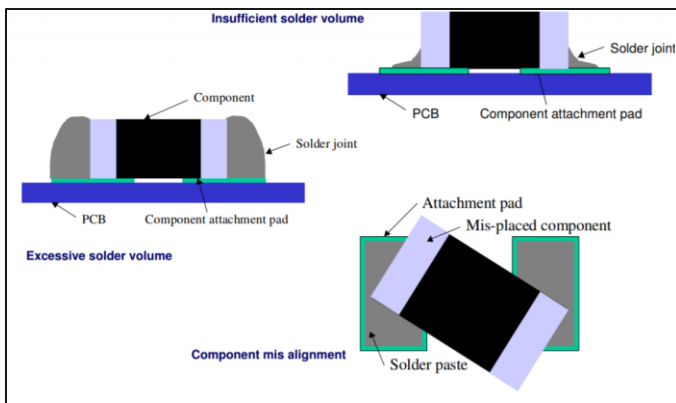 Insufficient solder volume
Solder joint
PCB
Component attachment pad
Component
Solder joint
PCB
Component attachment pad
Excessive solder volume
Attachment pad
Mis-placed component
Component mis alignment
Solder paste